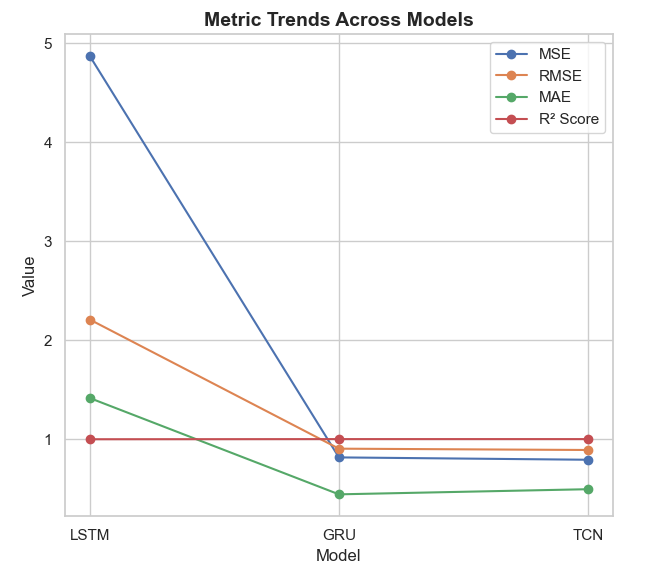 Metric Trends Across Models
5
4
3
2
1
Value
MSE
RMSE
MAE
R² Score
LSTM
GRU
TCN
Model